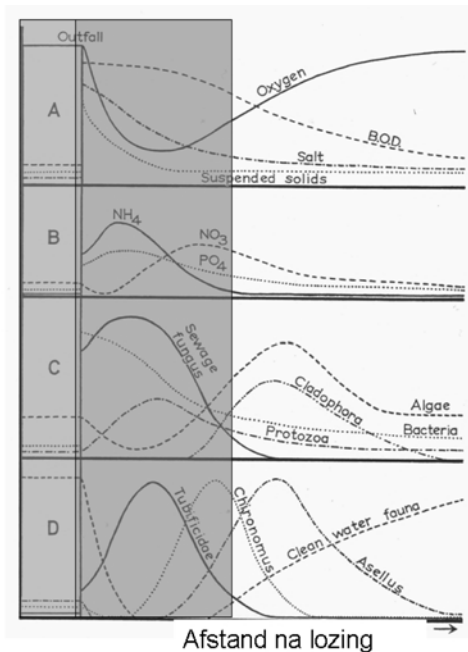 Outfall
A
Oxygen
B.O.D.
Salt
Suspended solids
B
NH4
NO3
PO4
C
Sewage fungus
Cladophora
Algae
Bacteria
Protozoa
D
Tubificidae
Chironomus
Clean water fauna
Asellus
→
Afstand na lozing